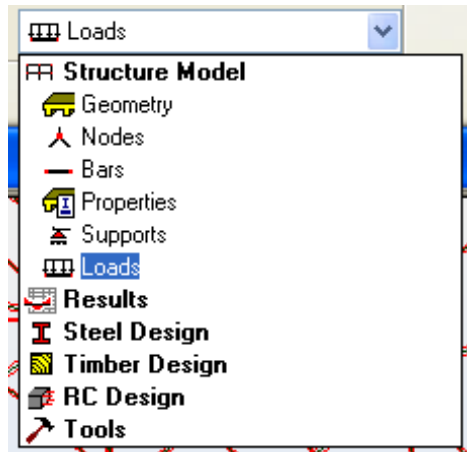 Loads
Structure Model
Geometry
Nodes
Bars
Properties
Supports
Loads
Results
Steel Design
Timber Design
RC Design
Tools